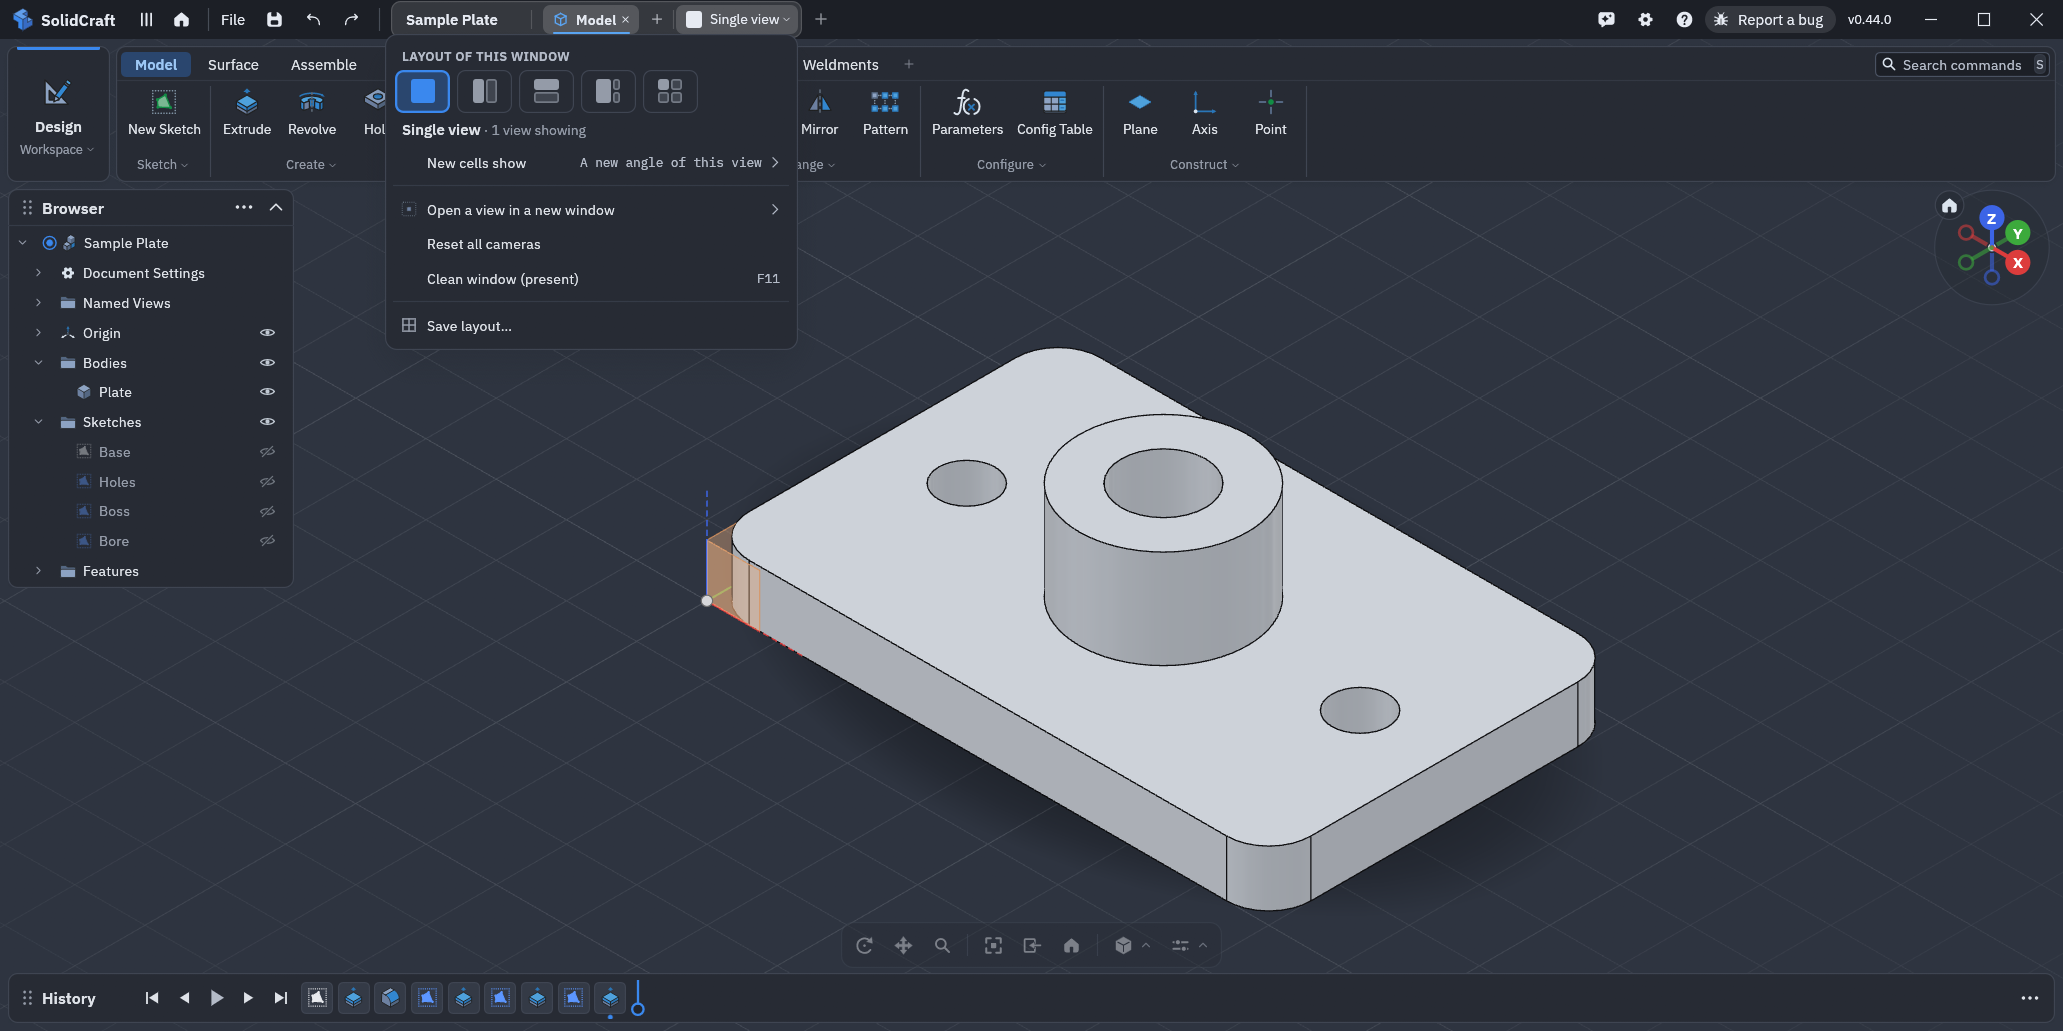 SolidCraft
File
Sample Plate
Model
Single view
Report a bug
v0.44.0
Design
Workspace
Model
Surface
Assemble
Weldments
Search commands
S
New Sketch
Extrude
Revolve
Hol
Mirror
Pattern
Parameters
Config Table
Plane
Axis
Point
Sketch
Create
ange
Configure
Construct
LAYOUT OF THIS WINDOW
Single view · 1 view showing
New cells show
A new angle of this view
Open a view in a new window
Reset all cameras
Clean window (present)
F11
Save layout...
Browser
Sample Plate
Document Settings
Named Views
Origin
Bodies
Plate
Sketches
Base
Holes
Boss
Bore
Features
Z
Y
X
History